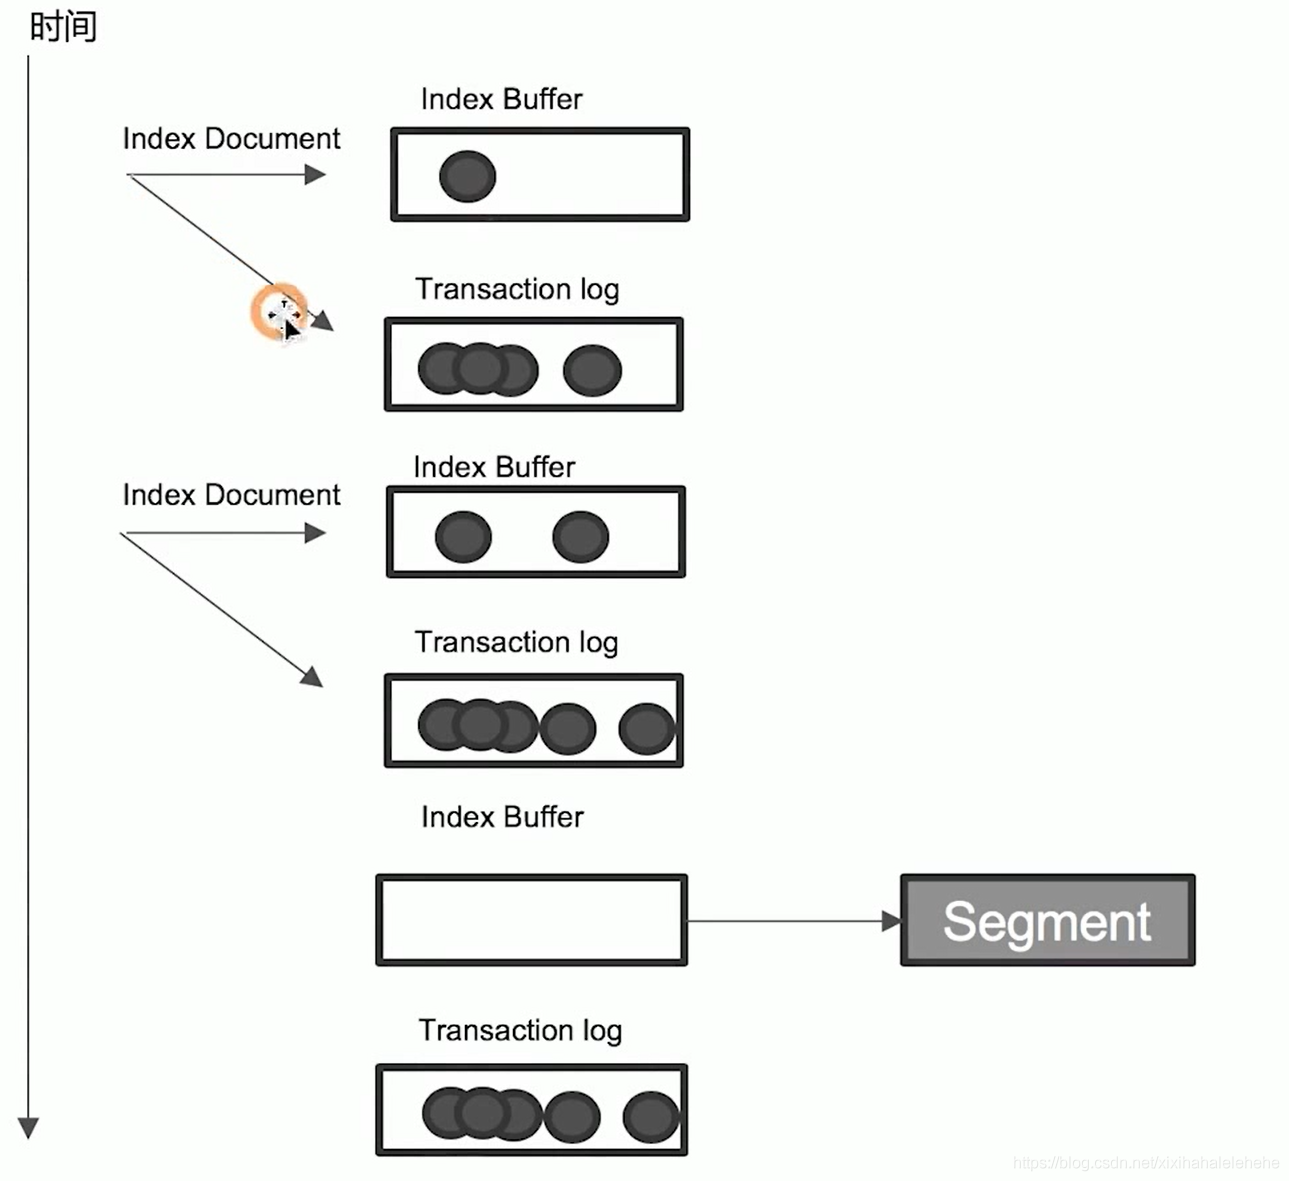 时间
Index Buffer
Index Document
Transaction log
Index Buffer
Index Document
Transaction log
Index Buffer
Segment
Transaction log
https://blog.csdn.net/xixihahalelehehe